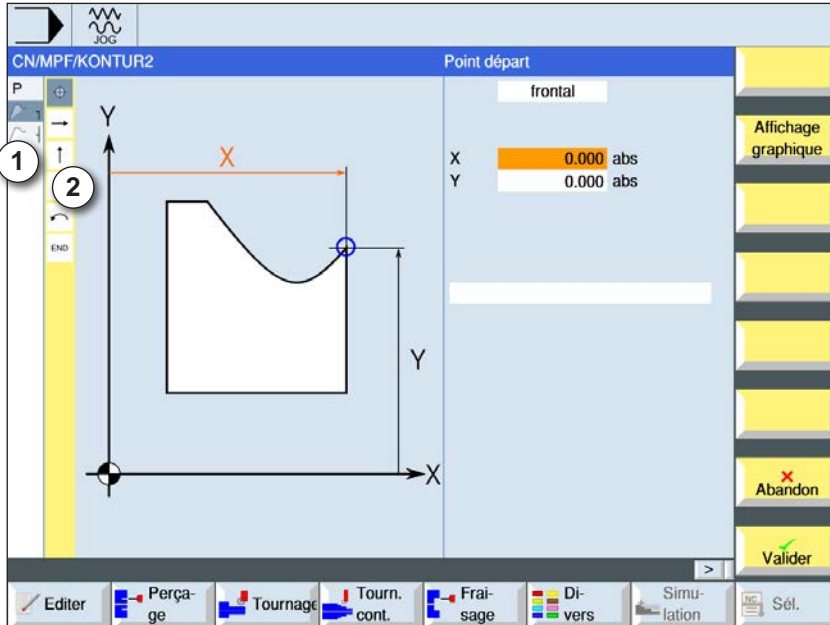 JOG
CN/MPF/KONTUR2
Point départ
P
frontal
X 0.000 abs
Y 0.000 abs
1
2
END
Y
X
Y
X
Affichage
graphique
Abandon
Valider
>
Editer
Perça-
ge
Tournage
Tourn.
cont.
Frai-
sage
Di-
vers
Simu-
lation
NC
Sél.